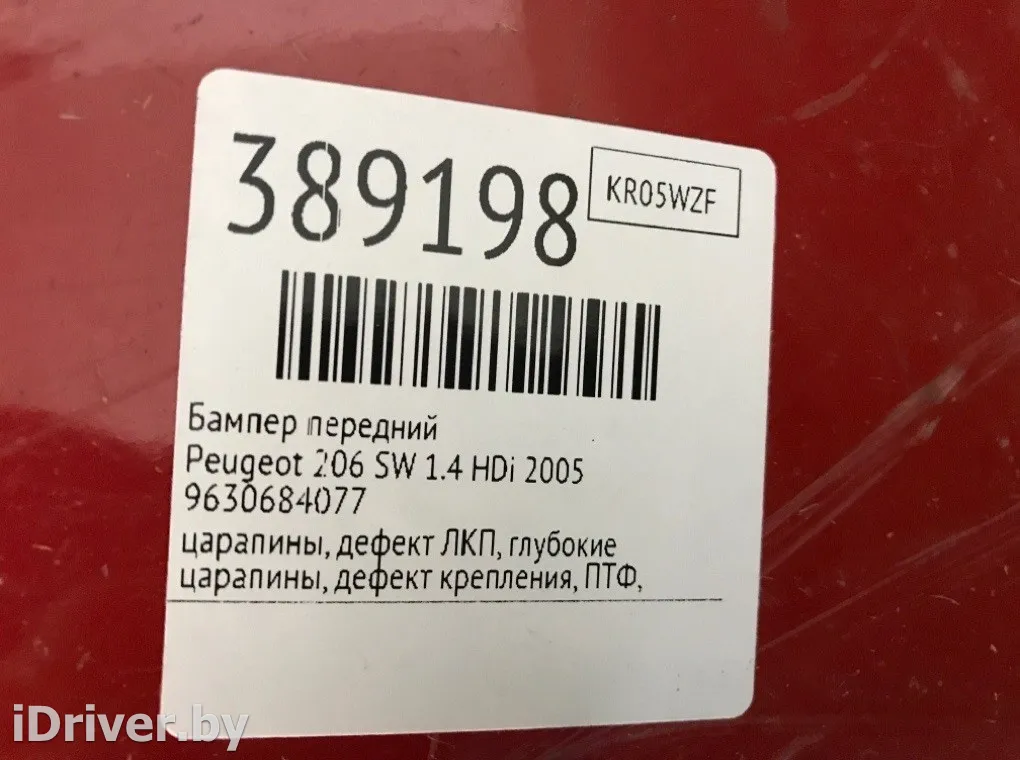 389198
KR05WZF
Бампер передний
Peugeot 206 SW 1.4 HDi 2005
9630684077
царапины, дефект ЛКП, глубокие
царапины, дефект крепления, ПТФ,
iDriver.by